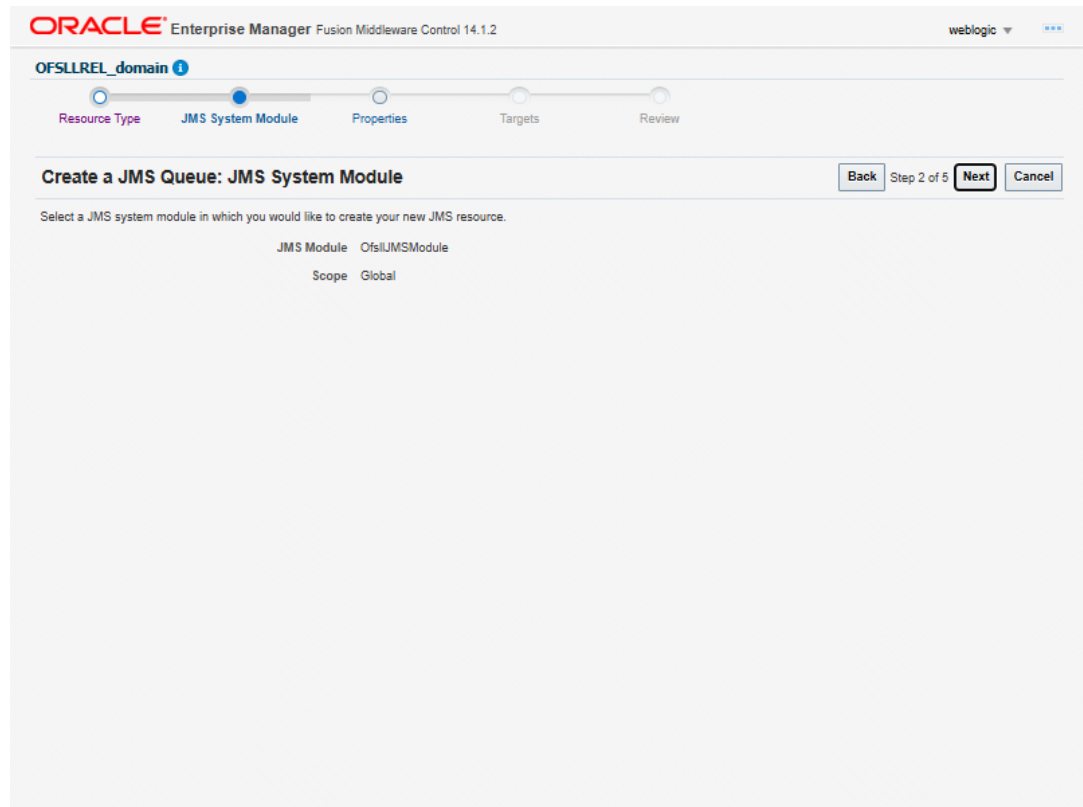 ORACLE Enterprise Manager Fusion Middleware Control 14.1.2 weblogic
OFSLLREL_domain
Resource Type JMS System Module Properties Targets Review
Create a JMS Queue: JMS System Module Back Step 2 of 5 Next Cancel
Select a JMS system module in which you would like to create your new JMS resource.
JMS Module OfsllJMSModule
Scope Global